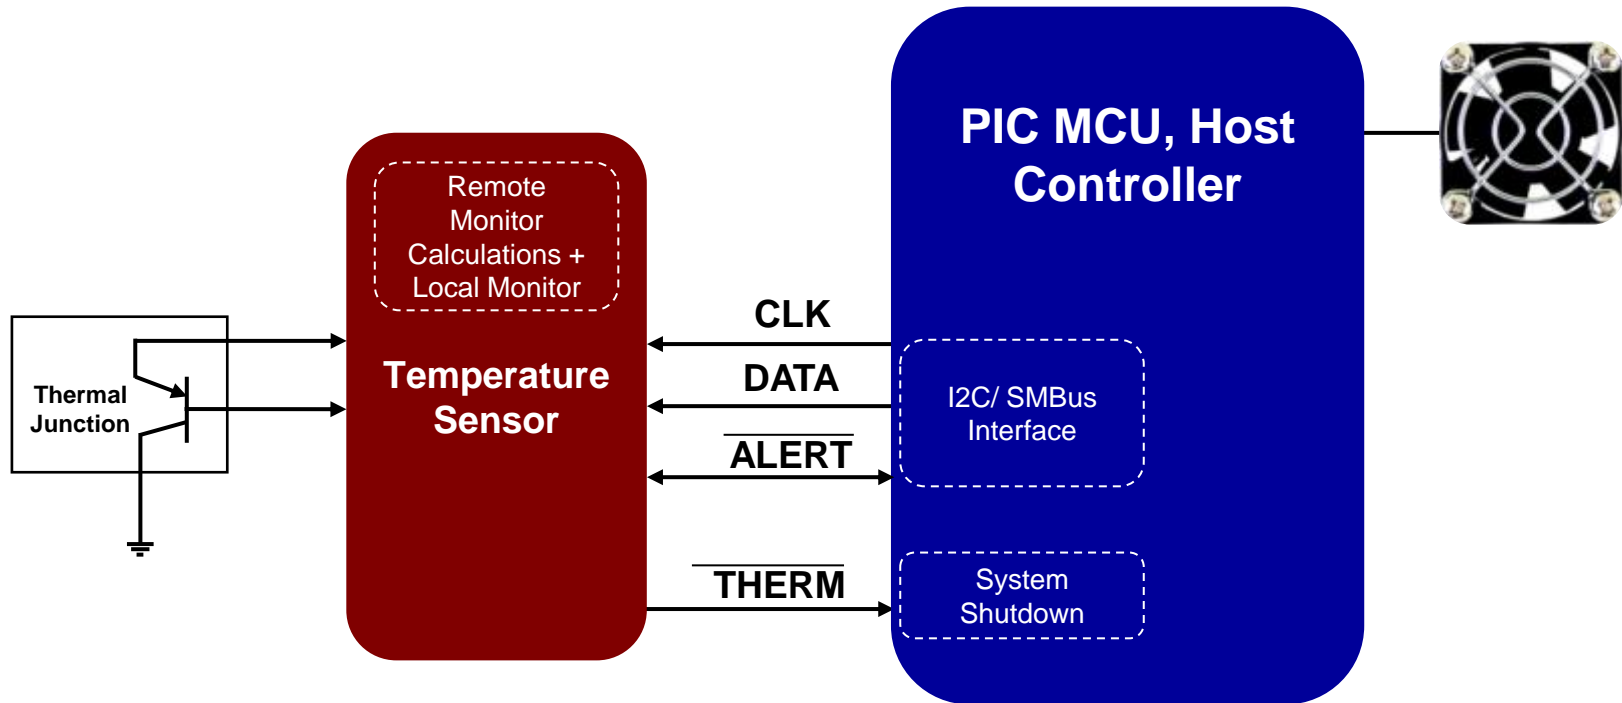 PIC MCU, Host
Controller
Remote
Monitor
Calculations +
Local Monitor
Temperature
Sensor
Thermal
Junction
CLK
DATA
ALERT
THERM
I2C/ SMBus
Interface
System
Shutdown